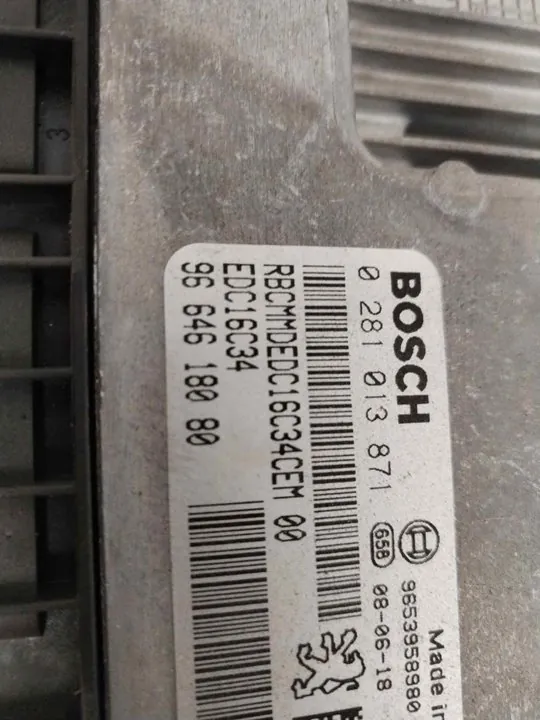 BOSCH
Made in
0 281 013 871
658
9653958980
08-06-18
RBCMMDEDC16C34CEM 00
EDC16C34
96 646 180 80
3